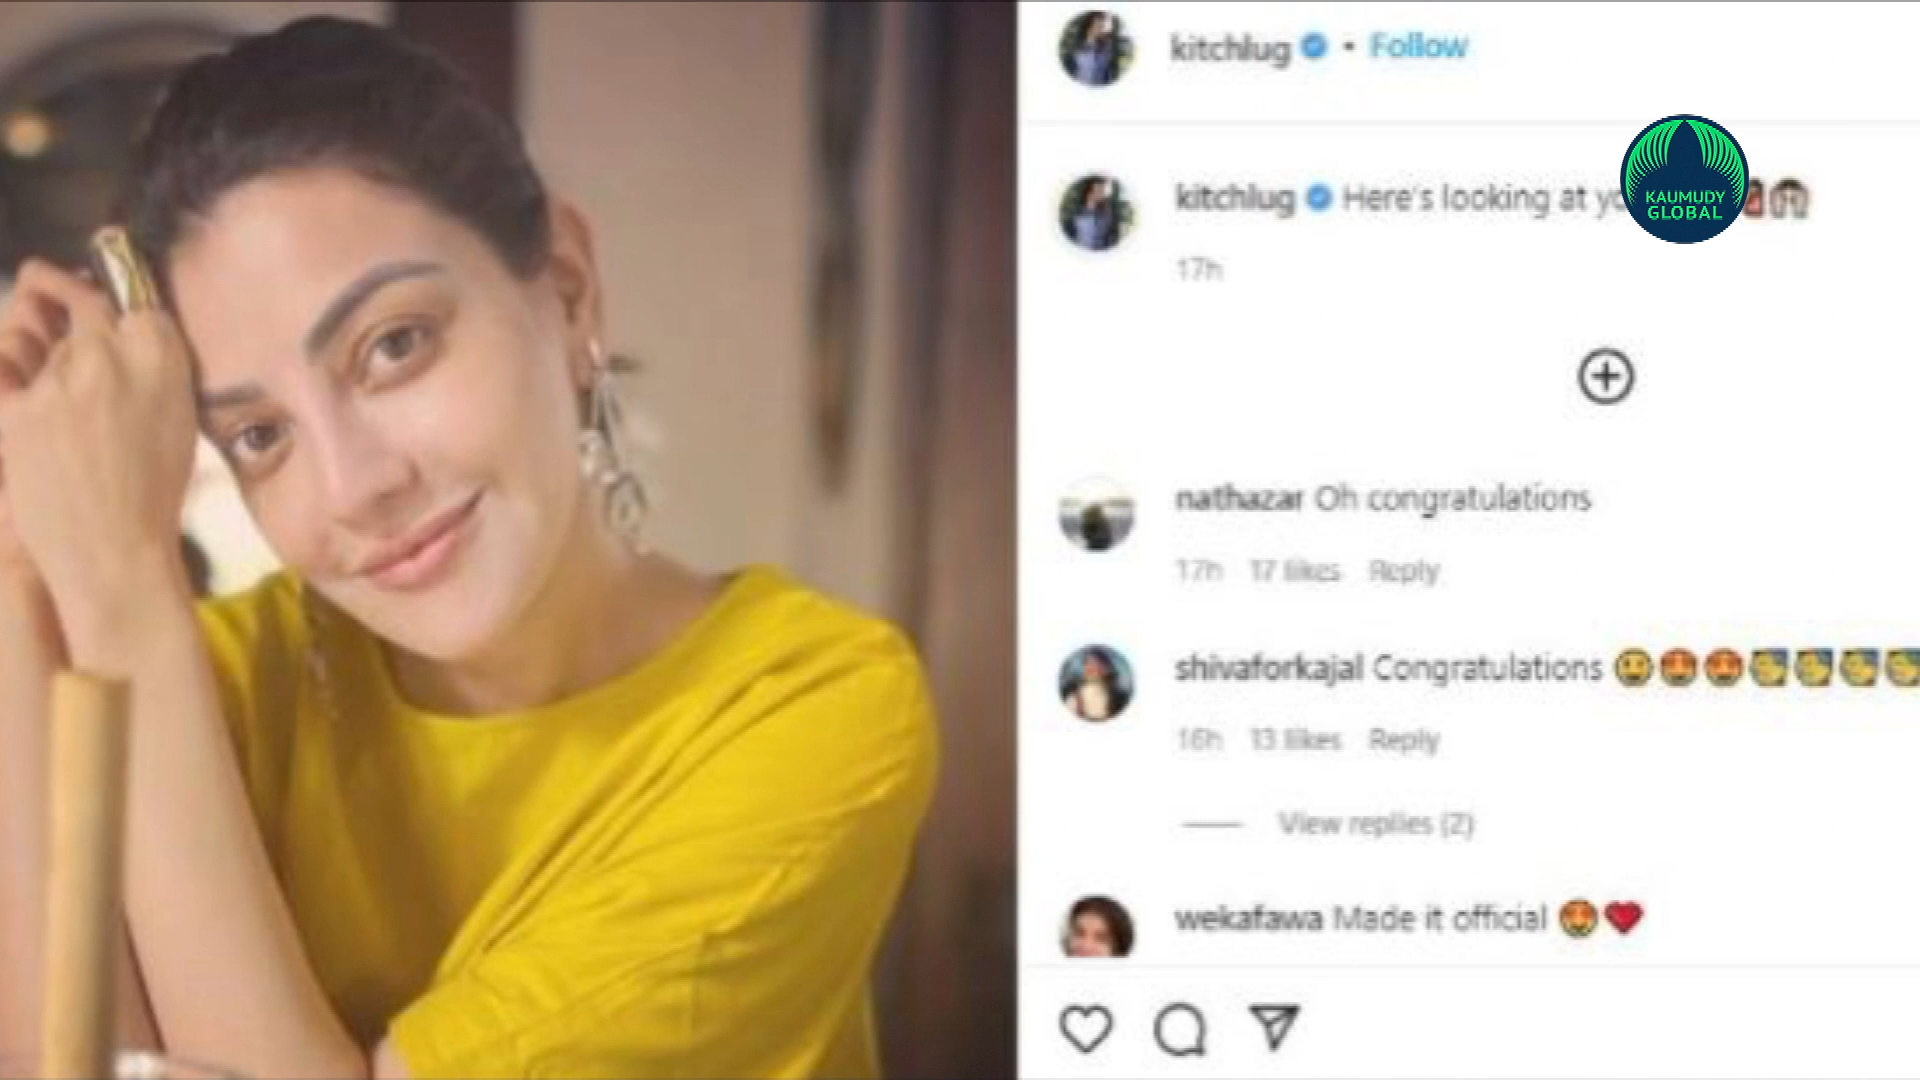 kitchlug • Follow
kitchlug Here's looking at yo
KAUMUDY
GLOBAL
17h
nathazar Oh congratulations
17h 17 likes Reply
shivaforkajal Congratulations
16h 13 likes Reply
View replies (2)
wekafawa Made it official